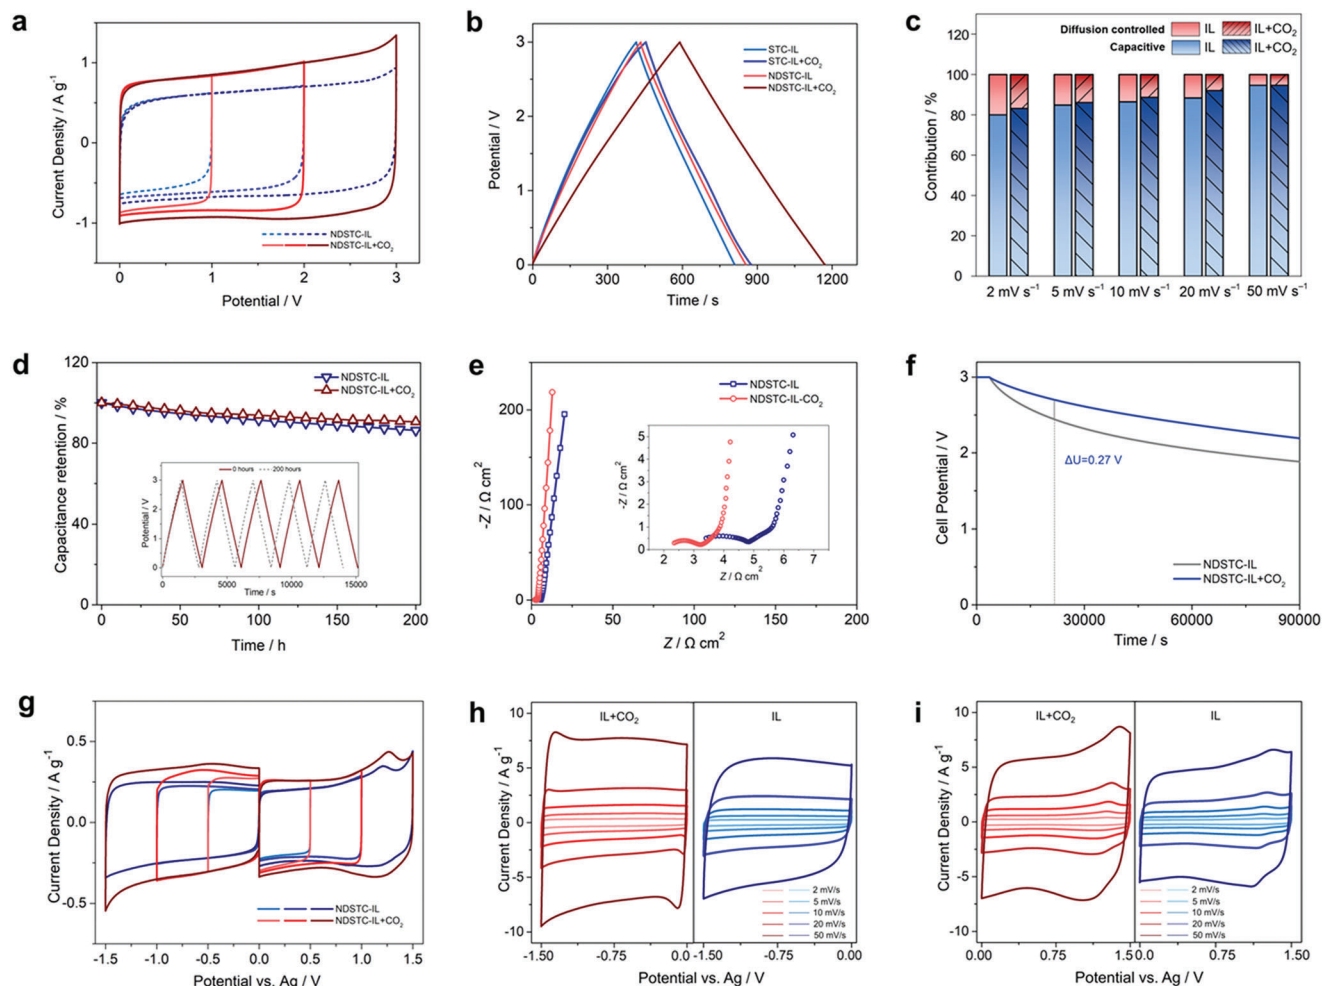 a
Current Density / A g⁻¹
1
0
-1
NDSTC-IL
NDSTC-IL+CO₂
0 1 2 3
Potential / V
b
Potential / V
3
2
1
0
STC-IL
STC-IL+CO₂
NDSTC-IL
NDSTC-IL+CO₂
0 300 600 900 1200
Time / s
c
Diffusion controlled IL IL+CO₂
Capacitive IL IL+CO₂
Contribution / %
100
80
60
40
20
0
2 mV s⁻¹ 5 mV s⁻¹ 10 mV s⁻¹ 20 mV s⁻¹ 50 mV s⁻¹
d
Capacitance retention / %
120
80
40
0
NDSTC-IL
NDSTC-IL+CO₂
0 hours 200 hours
Potential / V
4
3
2
1
0
0 5000 10000 15000
Time / s
0 50 100 150 200
Time / h
e
-Z / Ω cm²
200
100
0
NDSTC-IL
NDSTC-IL-CO₂
-Z / Ω cm²
5
4
3
2
1
0
2 3 4 5 6 7
Z / Ω cm²
0 50 100 150 200
Z / Ω cm²
f
Cell Potential / V
3
2
1
0
ΔU=0.27 V
NDSTC-IL
NDSTC-IL+CO₂
0 30000 60000 90000
Time / s
g
Current Density / A g⁻¹
0.5
0.0
-0.5
NDSTC-IL
NDSTC-IL+CO₂
-1.5 -1.0 -0.5 0.0 0.5 1.0 1.5
Potential vs. Ag / V
h
Current Density / A g⁻¹
10
5
0
-5
-10
IL+CO₂ IL
2 mV/s
5 mV/s
10 mV/s
20 mV/s
50 mV/s
-1.50 -0.75 0.00 -1.50 -0.75 0.00
Potential vs. Ag / V
i
Current Density / A g⁻¹
10
5
0
-5
-10
IL+CO₂ IL
2 mV/s
5 mV/s
10 mV/s
20 mV/s
50 mV/s
0.00 0.75 1.50 0.00 0.75 1.50
Potential vs. Ag / V